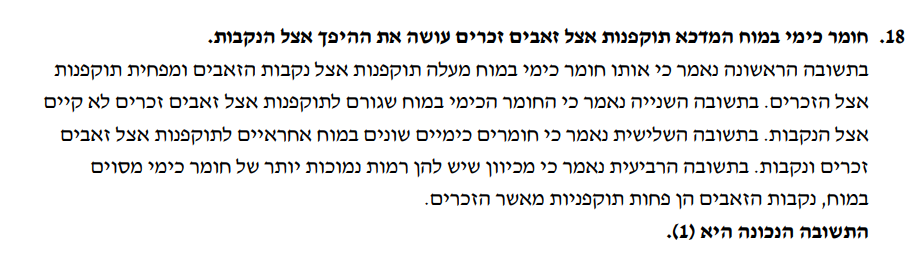 18. חומר כימי במוח המדכא תוקפנות אצל זאבים זכרים עושה את ההיפך אצל הנקבות.
בתשובה הראשונה נאמר כי אותו חומר כימי במוח מעלה תוקפנות אצל נקבות הזאבים ומפחית תוקפנות
אצל הזכרים. בתשובה השנייה נאמר כי החומר הכימי במוח שגורם לתוקפנות אצל זאבים זכרים לא קיים
אצל הנקבות. בתשובה השלישית נאמר כי חומרים כימיים שונים במוח אחראיים לתוקפנות אצל זאבים
זכרים ונקבות. בתשובה הרביעית נאמר כי מכיוון שיש להן רמות נמוכות יותר של חומר כימי מסוים
במוח, נקבות הזאבים הן פחות תוקפניות מאשר הזכרים.
התשובה הנכונה היא (1).